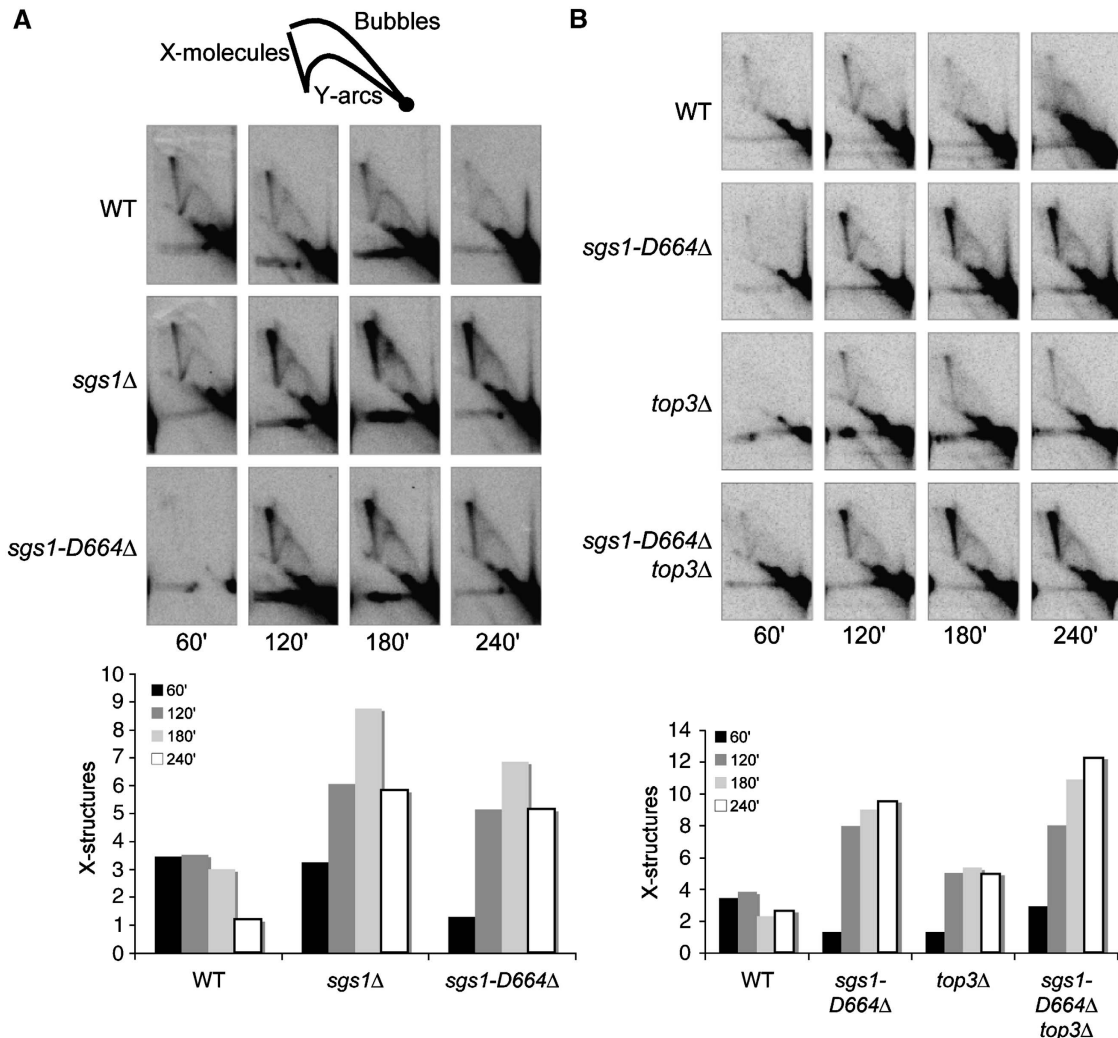 A
Bubbles
X-molecules
Y-arcs
WT
sgs1Δ
sgs1-D664Δ
60' 120' 180' 240'
10
9
8
7
6
5
4
3
2
1
0
X-structures
60'
120'
180'
240'
WT sgs1Δ sgs1-D664Δ
B
WT
sgs1-D664Δ
top3Δ
sgs1-D664Δ
top3Δ
60' 120' 180' 240'
14
12
10
8
6
4
2
0
X-structures
60'
120'
180'
240'
WT sgs1- top3Δ sgs1-
D664Δ D664Δ
top3Δ